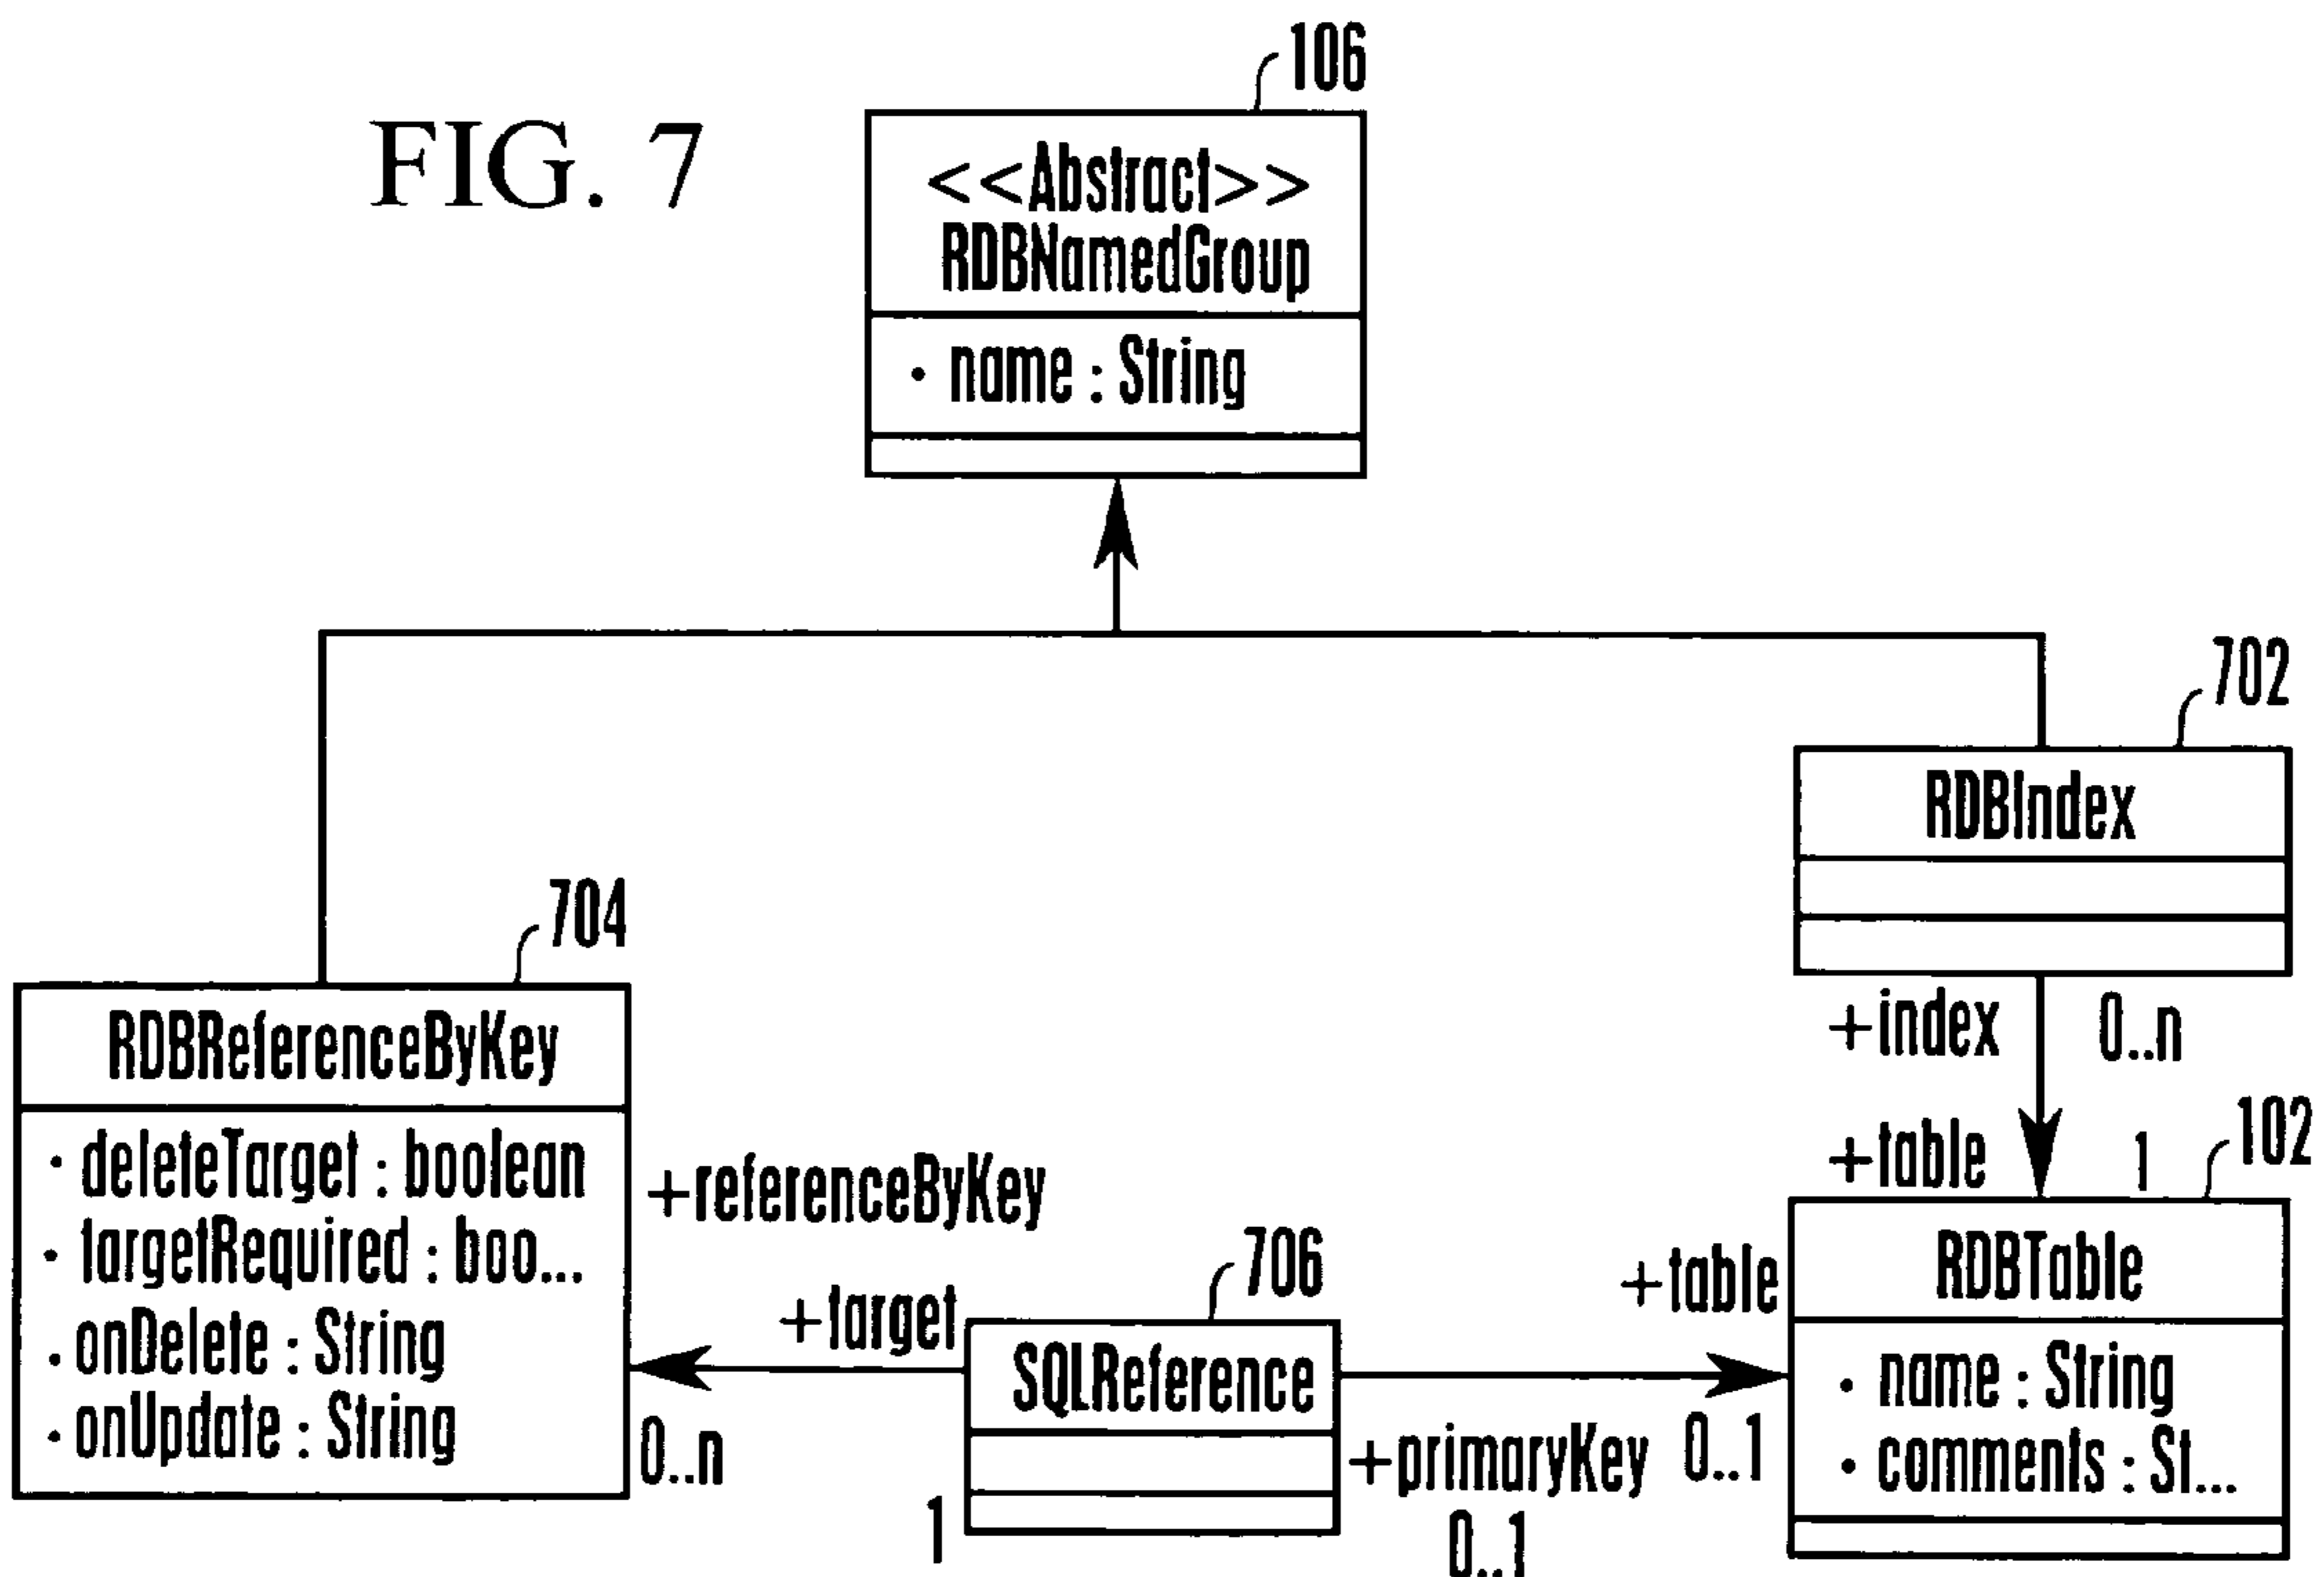 FIG. 7
106
<<Abstract>>
RDBNamedGroup
• name : String
702
RDBIndex
+index 0..n
+table 1
102
RDBTable
• name : String
• comments : St...
704
RDBReferenceByKey
• deleteTarget : boolean
• targetRequired : boo...
• onDelete : String
• onUpdate : String
+referenceByKey
0..n
+target
1
706
SQLReference
+primaryKey
0..1
+table
0..1